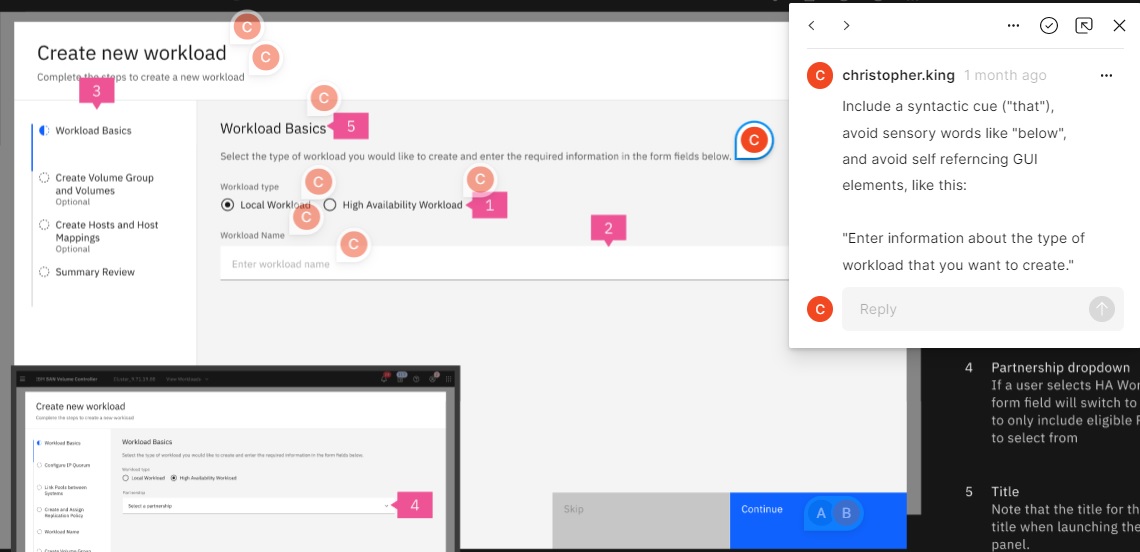 Create new workload
Complete the steps to create a new workload
C
C
3
Workload Basics
Create Volume Group
and Volumes
Optional
Create Hosts and Host
Mappings
Optional
Summary Review
C
Workload Basics
5
Select the type of workload you would like to create and enter the required information in the form fields below.
C
Workload type
C
C
Local Workload
High Availability Workload
1
C
Workload Name
C
2
Enter workload name
Skip
Continue
A B
C
christopher.king 1 month ago
Include a syntactic cue ("that"),
avoid sensory words like "below",
and avoid self referncing GUI
elements, like this:
"Enter information about the type of
workload that you want to create."
C
Reply
4 Partnership dropdown
If a user selects HA Wor
form field will switch to
to only include eligible
to select from
5 Title
Note that the title for th
title when launching the
panel.
SAN Volume Controller
View Workloads
Create new workload
Complete the steps to create a new workload
Workload Basics
Configure IP Quorum
Link Pools between
Systems
Create and Assign
Replication Policy
Workload Name
Create Volume Group
Workload Basics
Select the type of workload you would like to create and enter the required information in the form fields below.
Workload type
Local Workload
High Availability Workload
Partnership
Select a partnership
4